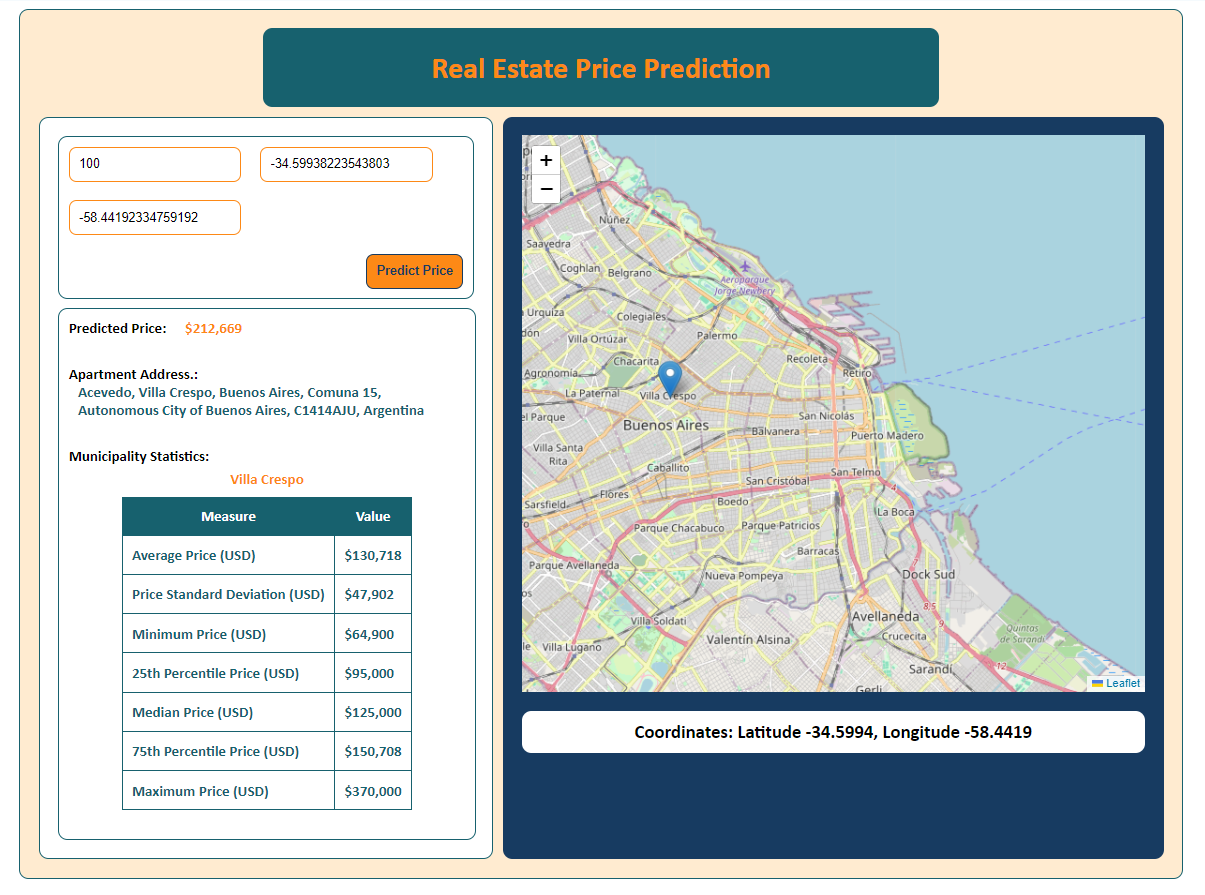 Real Estate Price Prediction
100
-34.59938223543803
-58.44192334759192
Predict Price
Predicted Price: $212,669
Apartment Address.:
Acevedo, Villa Crespo, Buenos Aires, Comuna 15,
Autonomous City of Buenos Aires, C1414AJU, Argentina
Municipality Statistics:
Villa Crespo
Measure Value
Average Price (USD) $130,718
Price Standard Deviation (USD) $47,902
Minimum Price (USD) $64,900
25th Percentile Price (USD) $95,000
Median Price (USD) $125,000
75th Percentile Price (USD) $150,708
Maximum Price (USD) $370,000
+
−
Núñez
Saavedra
Coghlan
Belgrano
Aeroparque
Jorge Newbery
Urquiza
Colegiales
Villa Ortúzar
Palermo
Chacarita
Recoleta
Agronomía
Retiro
La Paternal
Villa Crespo
el Parque
San Nicolás
Buenos Aires
Balvanera
Puerto Madero
Villa Santa
Rita
Caballito
San Telmo
San Cristóbal
4
Flores
Sarsfield
Boedo
La Boca
Parque Chacabuco
Parque Patricios
Barracas
Parque Avellaneda
Nueva Pompeya
Dock Sud
8,5
Villa Soldati
Avellaneda
9
Quintas
de Sarandí
Crucecita
Valentín Alsina
Villa Lugano
12
Sarandí
Gerli
Leaflet
Coordinates: Latitude -34.5994, Longitude -58.4419